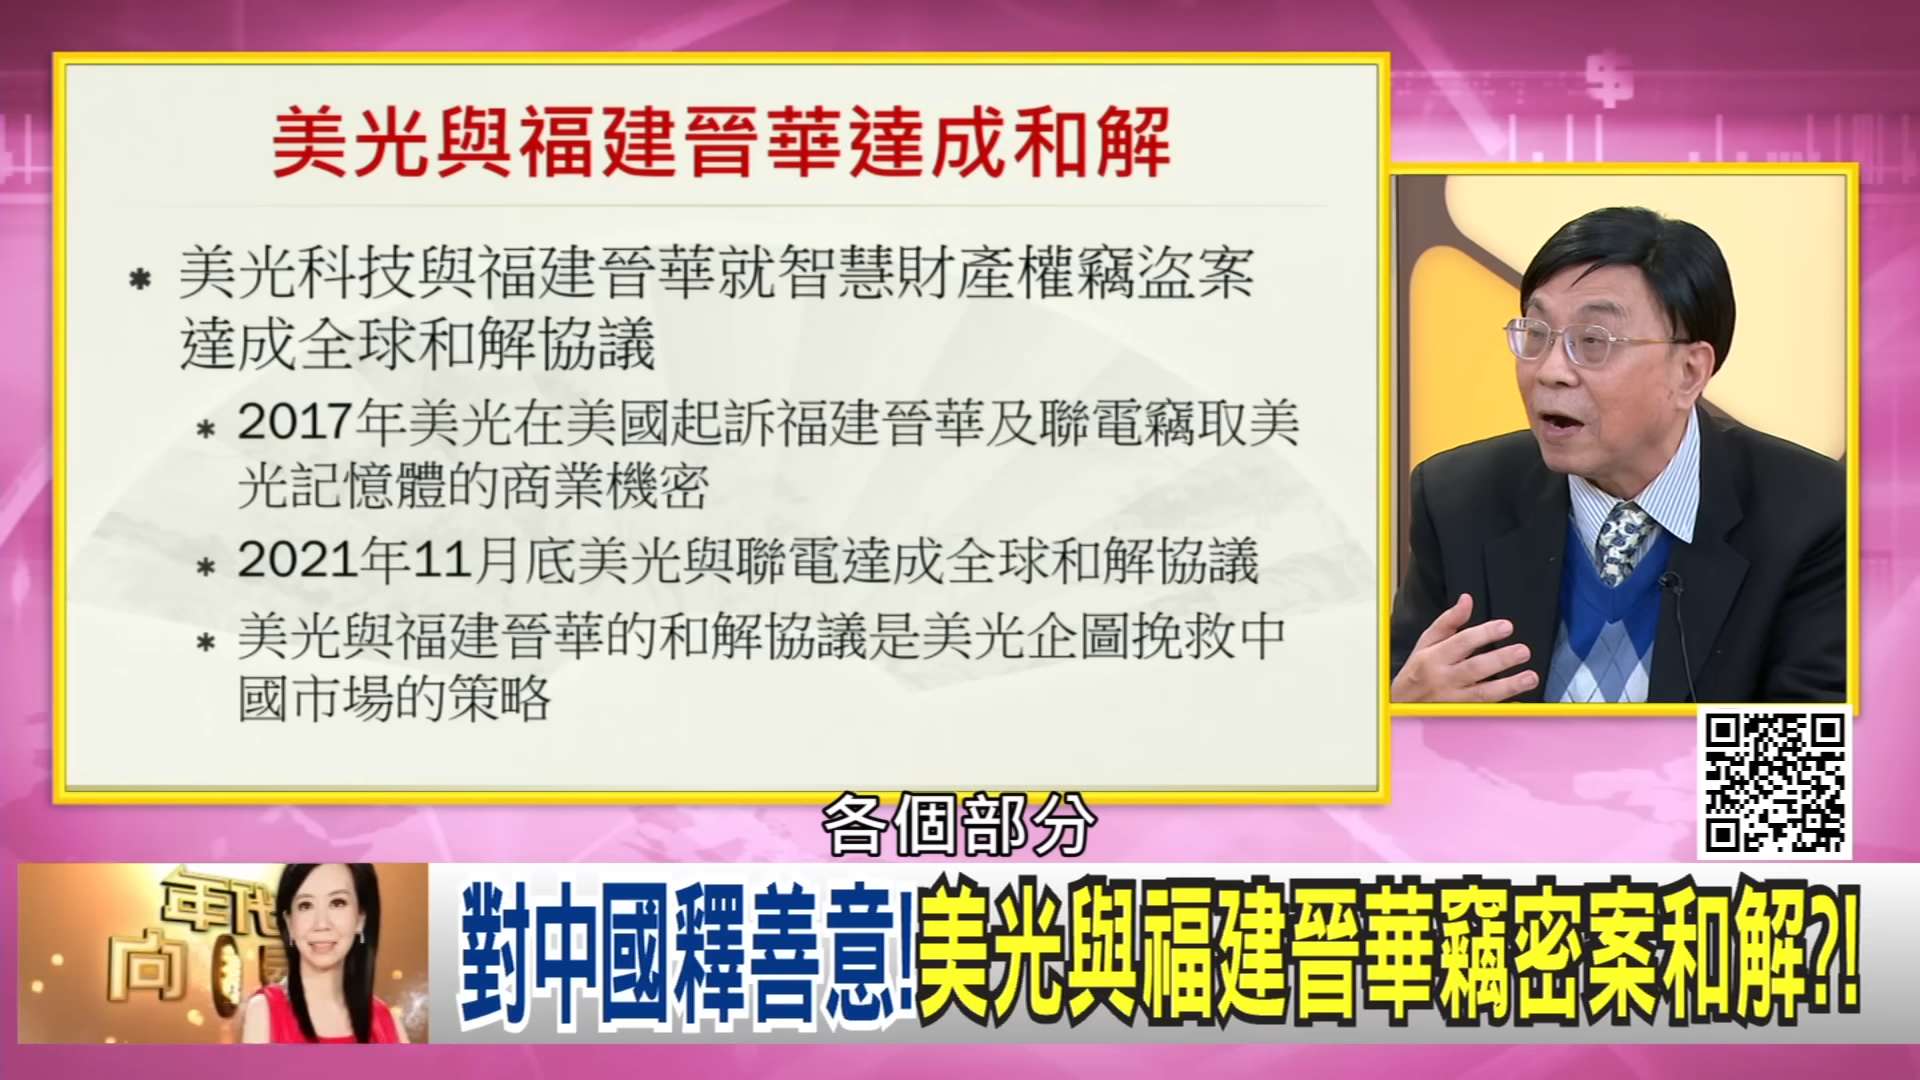 美光與福建晉華達成和解
* 美光科技與福建晉華就智慧財產權竊盜案
達成全球和解協議
* 2017年美光在美國起訴福建晉華及聯電竊取美
光記憶體的商業機密
* 2021年11月底美光與聯電達成全球和解協議
* 美光與福建晉華的和解協議是美光企圖挽救中
國市場的策略
各個部分
年代
向
對中國釋善意!美光與福建晉華竊密案和解?!